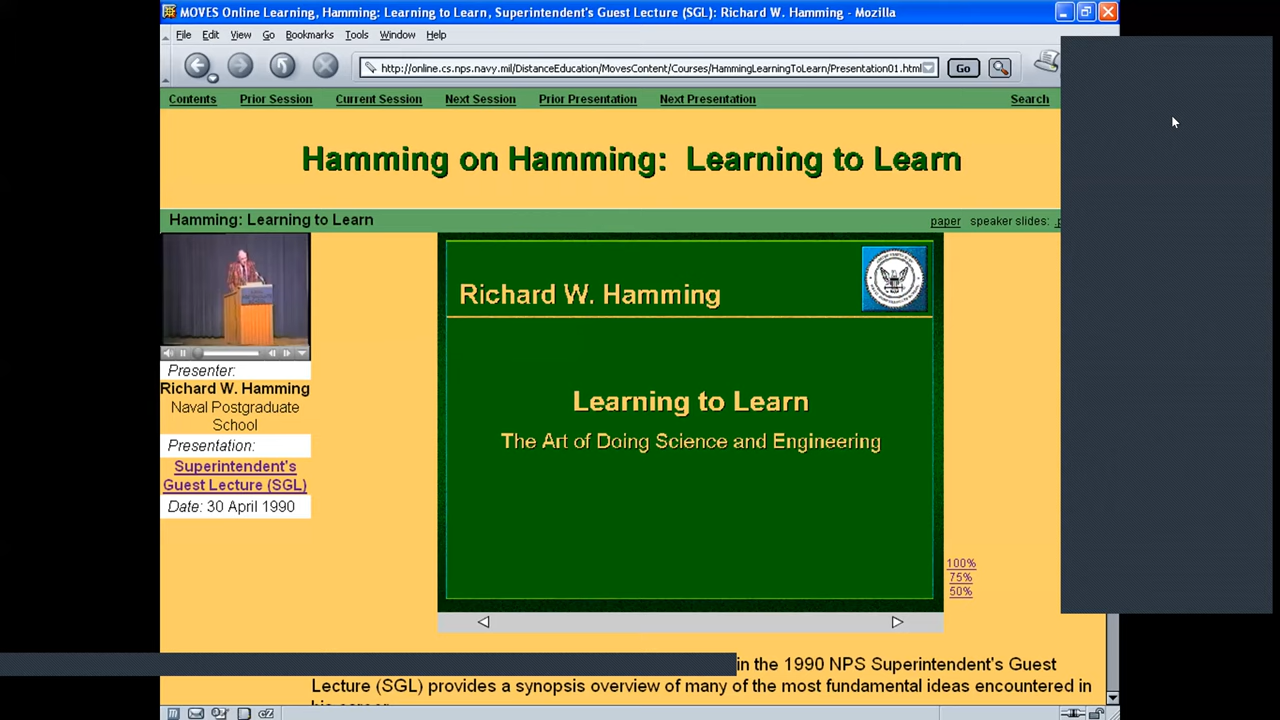 MOVES Online Learning, Hamming: Learning to Learn, Superintendent's Guest Lecture (SGL): Richard W. Hamming - Mozilla
File Edit View Go Bookmarks Tools Window Help
http://online.cs.nps.navy.mil/DistanceEducation/MovesContent/Courses/HammingLearningToLearn/Presentation01.html Go
Contents Prior Session Current Session Next Session Prior Presentation Next Presentation Search
Hamming on Hamming: Learning to Learn
Hamming: Learning to Learn paper speaker slides:
Richard W. Hamming
Learning to Learn
The Art of Doing Science and Engineering
Presenter:
Richard W. Hamming
Naval Postgraduate
School
Presentation:
Superintendent's
Guest Lecture (SGL)
Date: 30 April 1990
100%
75%
50%
in the 1990 NPS Superintendent's Guest
Lecture (SGL) provides a synopsis overview of many of the most fundamental ideas encountered in